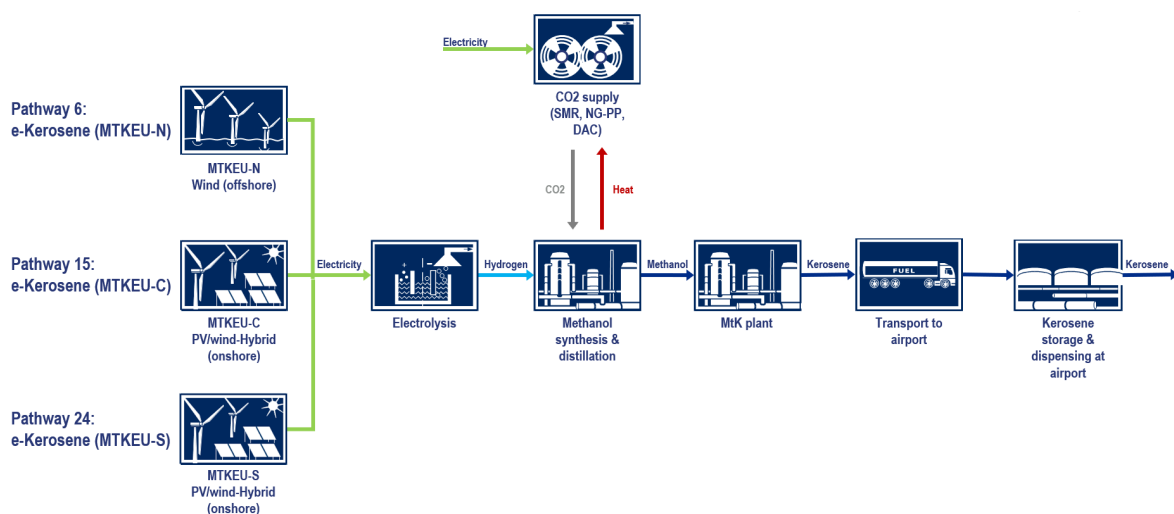 Electricity
CO2 supply
(SMR, NG-PP,
DAC)
Pathway 6:
e-Kerosene (MTKEU-N)
MTKEU-N
Wind (offshore)
CO2
Heat
Pathway 15:
e-Kerosene (MTKEU-C)
MTKEU-C
PV/wind-Hybrid
(onshore)
Electricity
Electrolysis
Hydrogen
Methanol
synthesis &
distillation
Methanol
MtK plant
Kerosene
FUEL
Transport to
airport
Kerosene
storage &
dispensing at
airport
Kerosene
Pathway 24:
e-Kerosene (MTKEU-S)
MTKEU-S
PV/wind-Hybrid
(onshore)